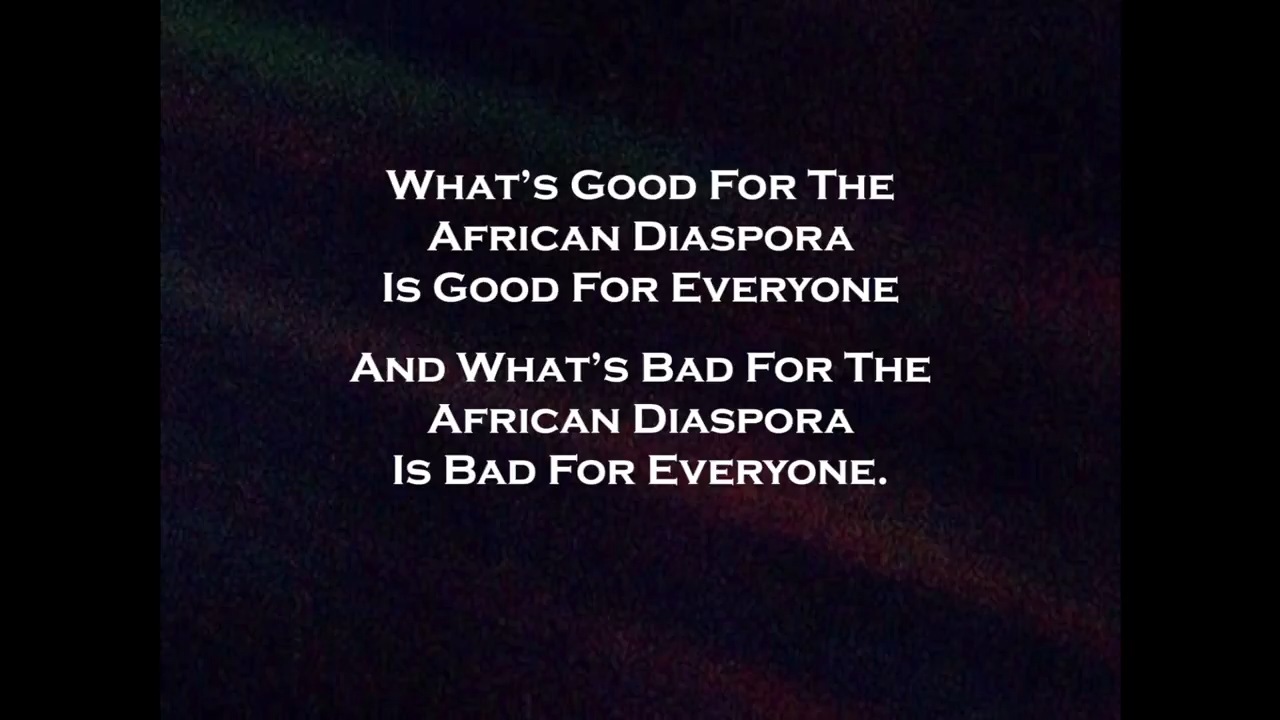 What's Good For The
African Diaspora
Is Good For Everyone
And What's Bad For The
African Diaspora
Is Bad For Everyone.